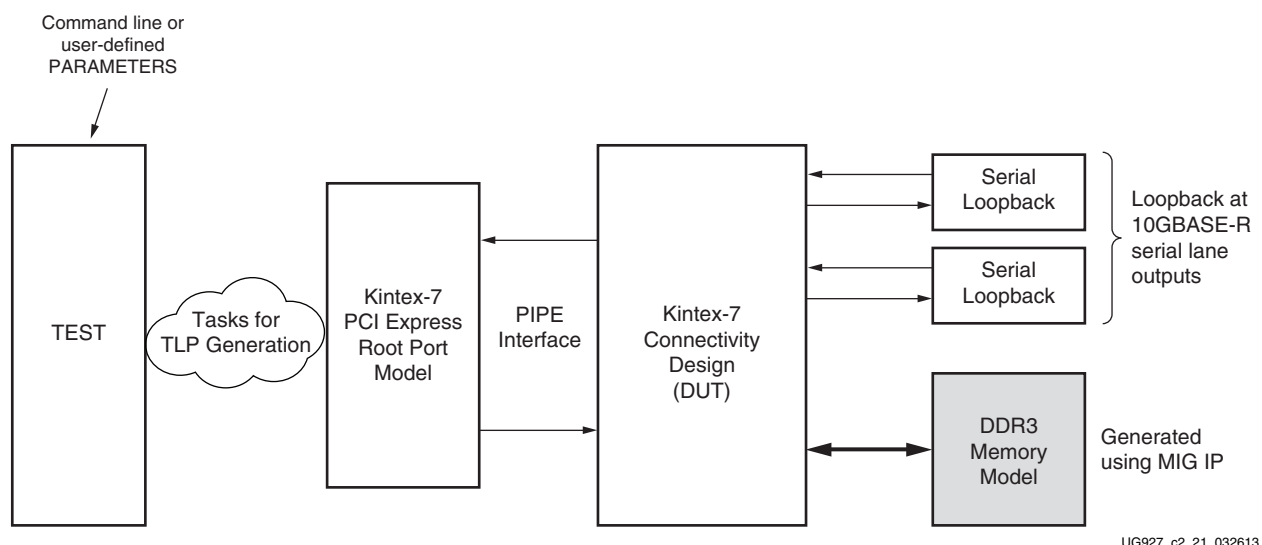 Command line or
user-defined
PARAMETERS
TEST
Tasks for
TLP Generation
Kintex-7
PCI Express
Root Port
Model
PIPE
Interface
Kintex-7
Connectivity
Design
(DUT)
Serial
Loopback
Serial
Loopback
Loopback at
10GBASE-R
serial lane
outputs
DDR3
Memory
Model
Generated
using MIG IP
UG927_c2_21_032613